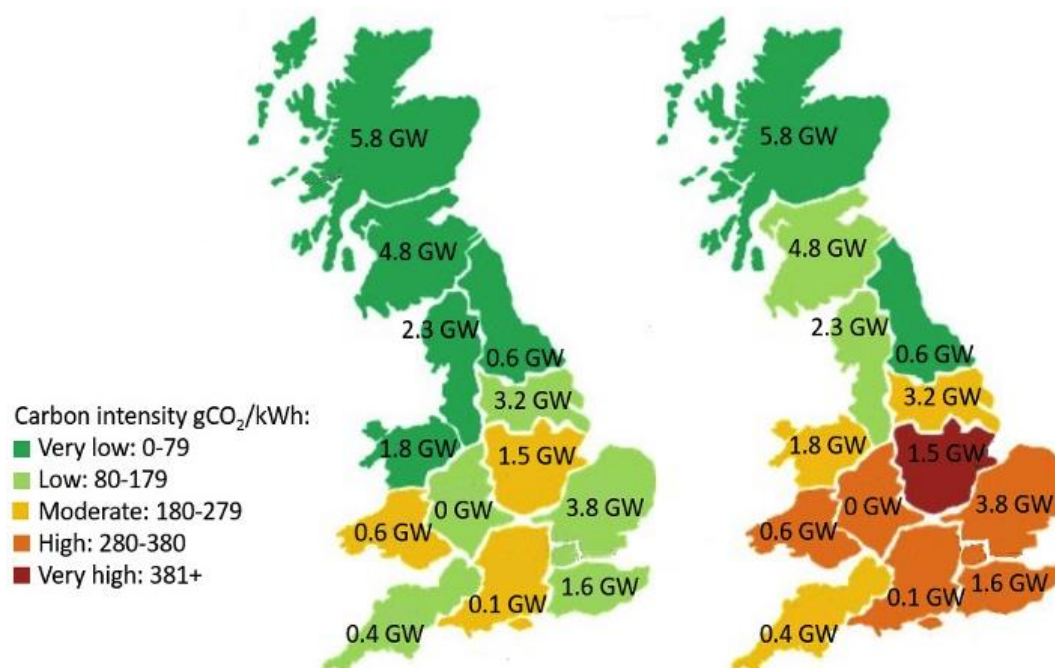 5.8 GW
4.8 GW
2.3 GW
0.6 GW
3.2 GW
1.8 GW
1.5 GW
0 GW
3.8 GW
0.6 GW
1.6 GW
0.1 GW
0.4 GW
5.8 GW
4.8 GW
2.3 GW
0.6 GW
3.2 GW
1.8 GW
1.5 GW
0 GW
3.8 GW
0.6 GW
1.6 GW
0.1 GW
0.4 GW
Carbon intensity gCO₂/kWh:
Very low: 0-79
Low: 80-179
Moderate: 180-279
High: 280-380
Very high: 381+